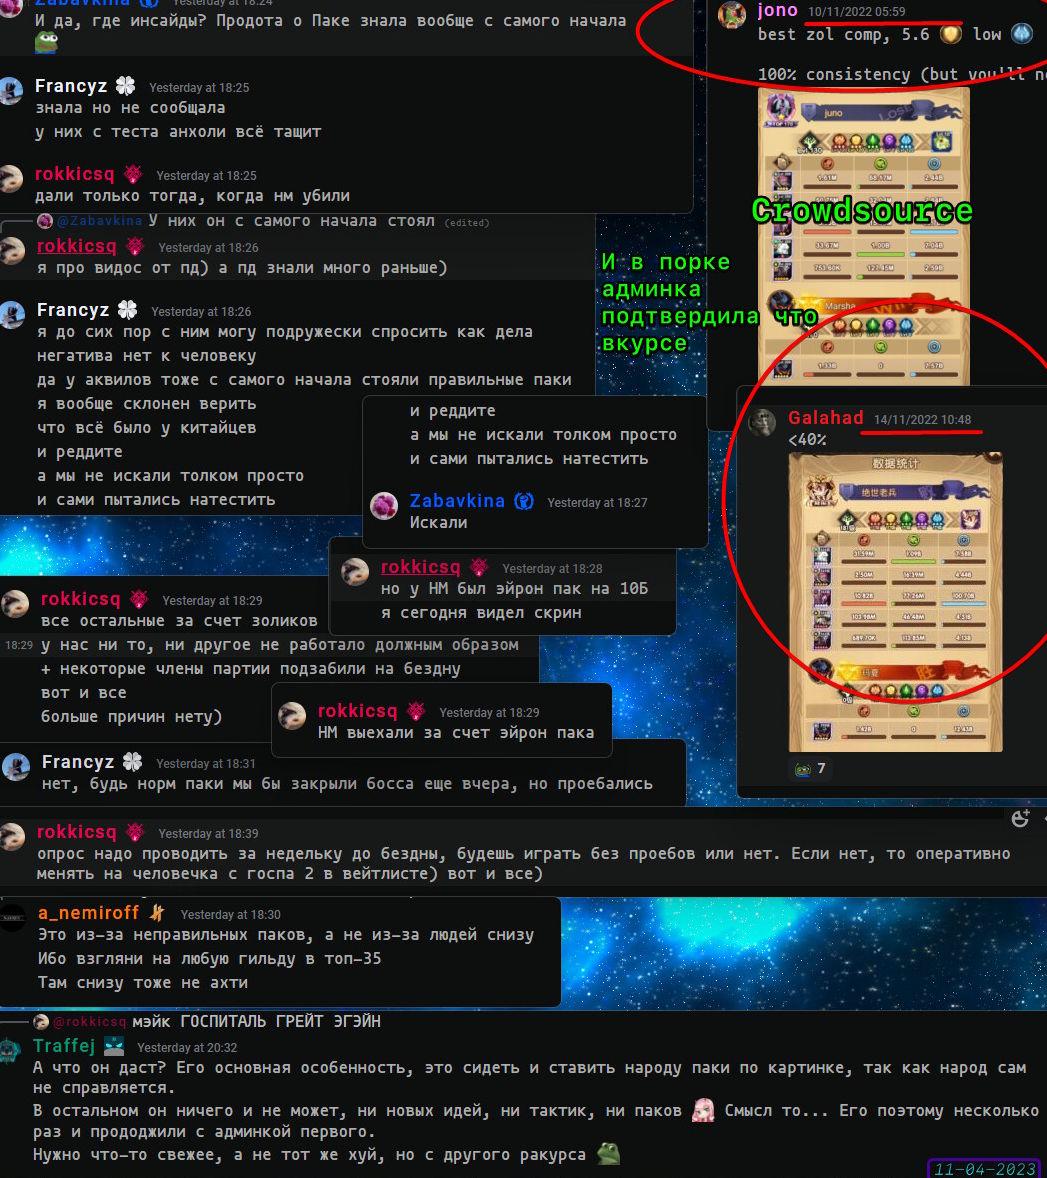 Zabavkina Yesterday at 18:24
И да, где инсайды? Продота о Паке знала вообще с самого начала
Francyz Yesterday at 18:25
знала но не сообщала
у них с теста анхоли всё тащит
rokkicsq Yesterday at 18:25
дали только тогда, когда нм убили
@Zabavkina У них он с самого начала стоял (edited)
rokkicsq Yesterday at 18:26
я про видос от пд) а пд знали много раньше)
Francyz Yesterday at 18:26
я до сих пор с ним могу подружески спросить как дела
негатива нет к человеку
да у аквилов тоже с самого начала стояли правильные паки
я вообще склонен верить
что всё было у китайцев
и реддите
а мы не искали толком просто
и сами пытались натестить
и реддите
а мы не искали толком просто
и сами пытались натестить
Zabavkina Yesterday at 18:27
Искали
rokkicsq Yesterday at 18:28
но у НМ был эйрон пак на 10Б
я сегодня видел скрин
rokkicsq Yesterday at 18:29
все остальные за счет золиков
18:29 у нас ни то, ни другое не работало должным образом
+ некоторые члены партии подзабили на бездну
вот и все
больше причин нету)
rokkicsq Yesterday at 18:29
НМ выехали за счет эйрон пака
Francyz Yesterday at 18:31
нет, будь норм паки мы бы закрыли босса еще вчера, но проебались
rokkicsq Yesterday at 18:39
опрос надо проводить за недельку до бездны, будешь играть без проебов или нет. Если нет, то оперативно
менять на человечка с госпа 2 в вейтлисте) вот и все)
a_nemiroff Yesterday at 18:30
Это из-за неправильных паков, а не из-за людей снизу
Ибо взгляни на любую гильду в топ-35
Там снизу тоже не ахти
@rokkicsq мэйк ГОСПИТАЛЬ ГРЕЙТ ЭГЭЙН
Traffej Yesterday at 20:32
А что он даст? Его основная особенность, это сидеть и ставить народу паки по картинке, так как народ сам
не справляется.
В остальном он ничего и не может, ни новых идей, ни тактик, ни паков Смысл то... Его поэтому несколько
раз и прододжили с админкой первого.
Нужно что-то свежее, а не тот же хуй, но с другого ракурса
11-04-2023
И в порке
админка
подтвердила что
вкурсе
jono 10/11/2022 05:59
best zol comp, 5.6 low
100% consistency (but you'll
juno
LOSE
Crowdsource
Marsha
Galahad 14/11/2022 10:48
<40%
数据统计
绝世老兵
玛夏
胜
7